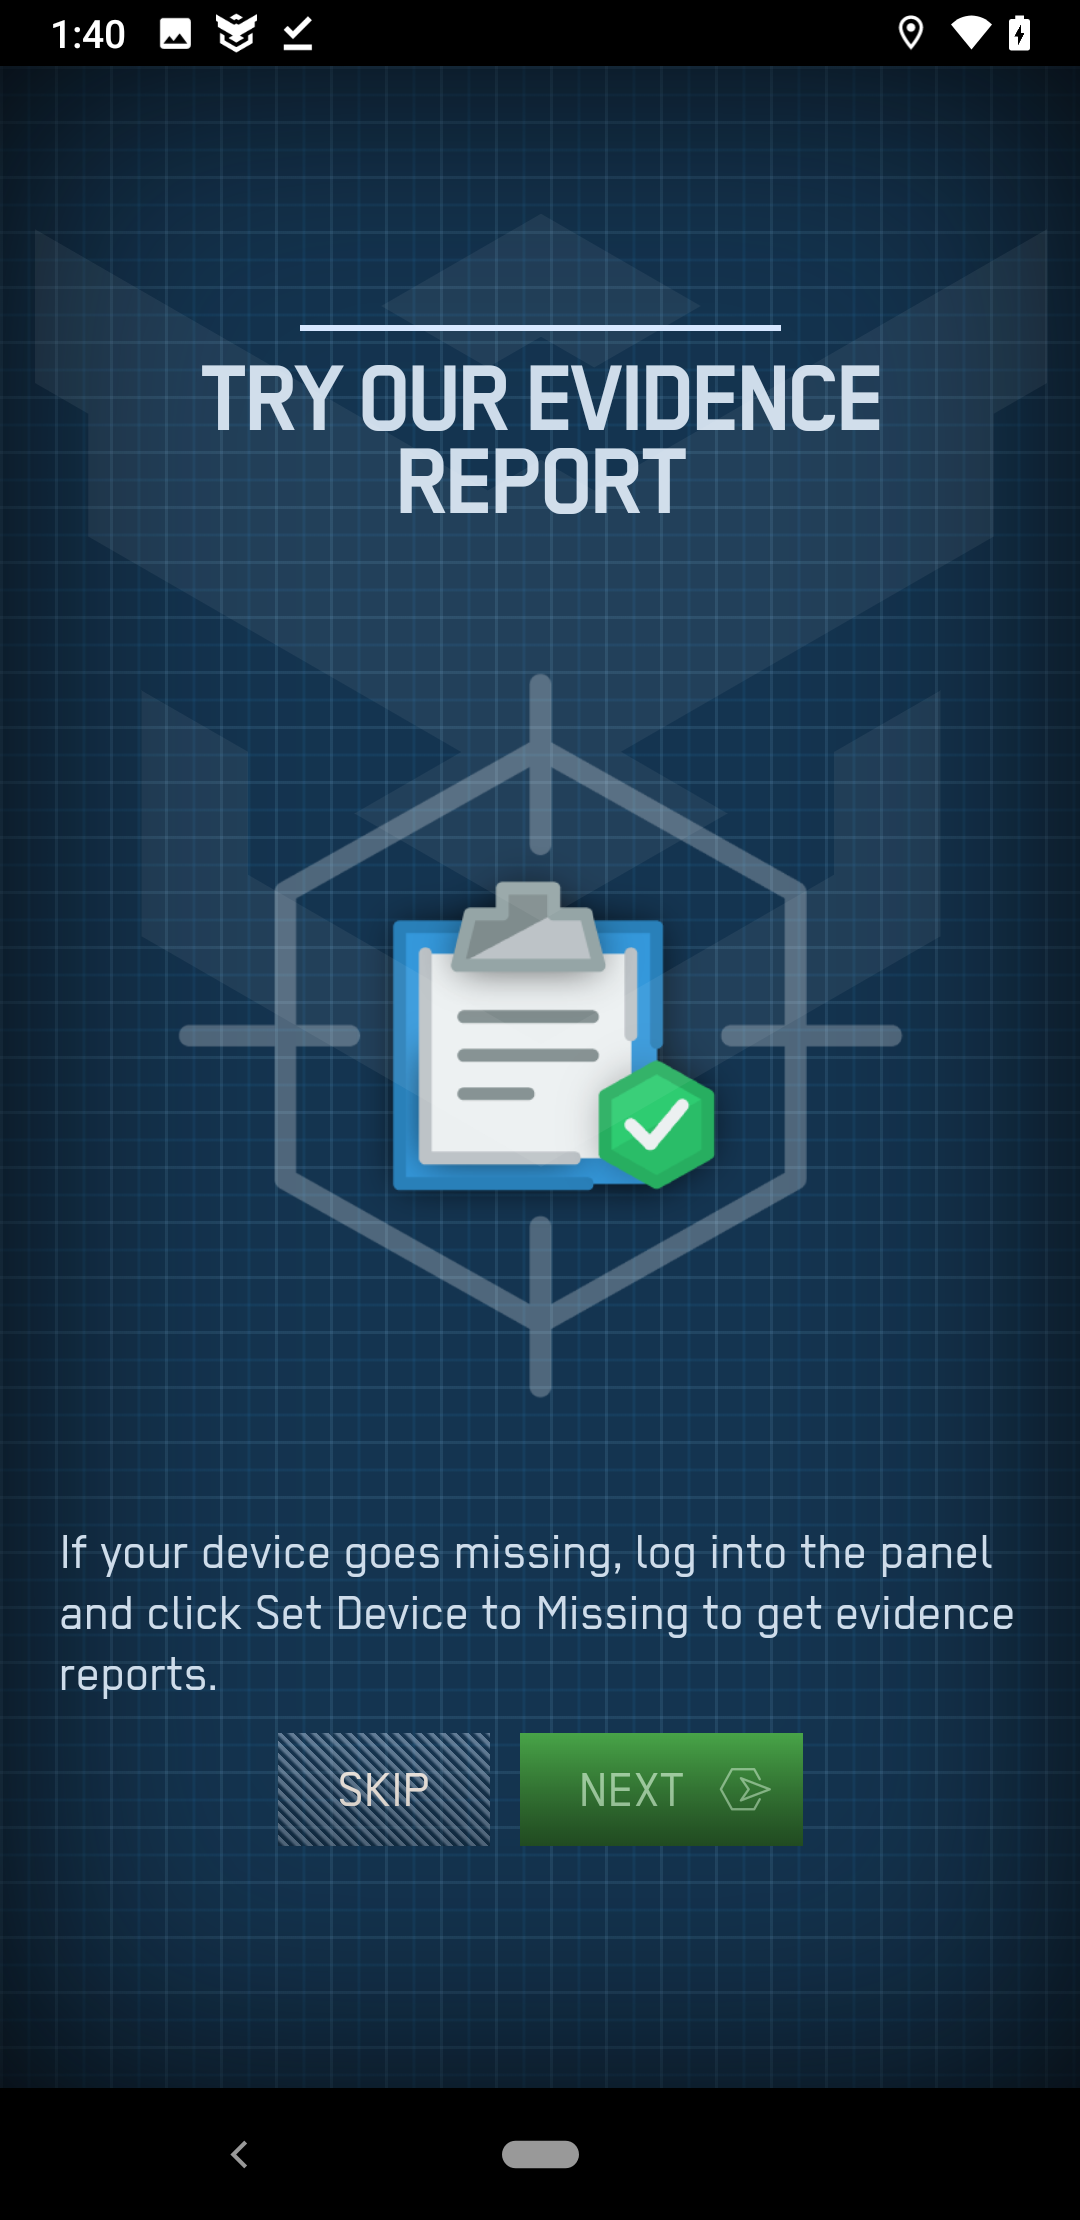 1:40
TRY OUR EVIDENCE
REPORT
If your device goes missing, log into the panel
and click Set Device to Missing to get evidence
reports.
SKIP
NEXT